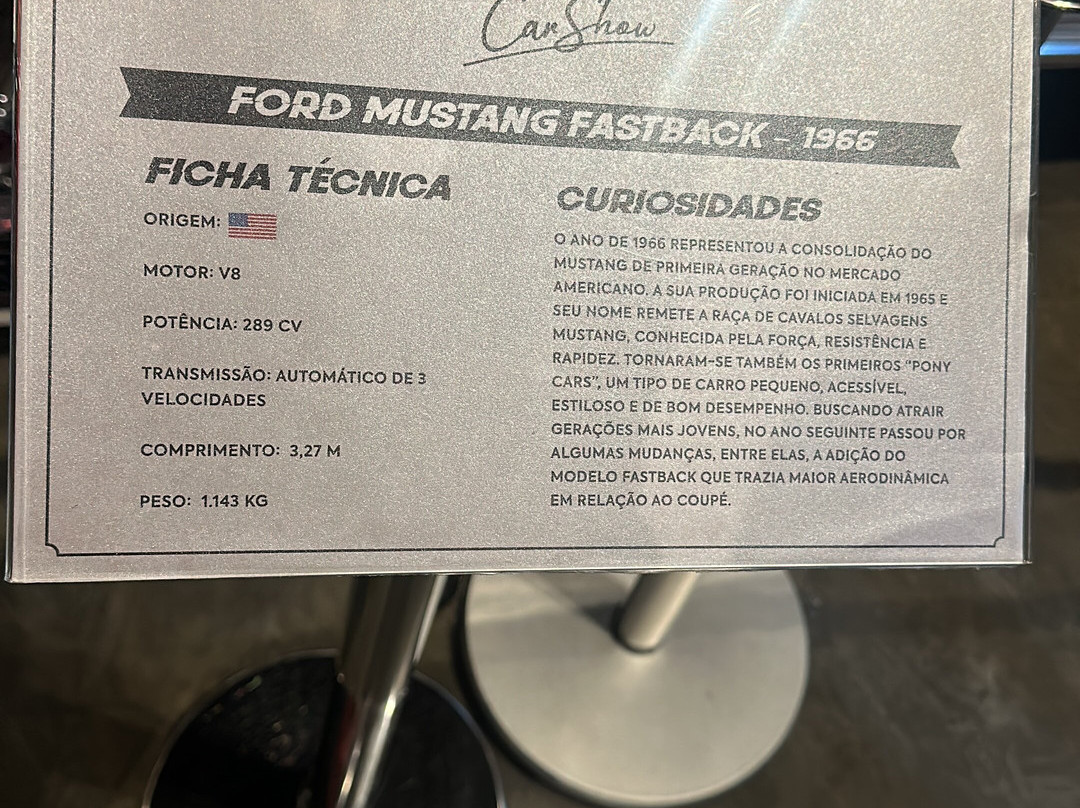 Car Show
FORD MUSTANG FASTBACK - 1966
FICHA TÉCNICA
ORIGEM:
MOTOR: V8
POTÊNCIA: 289 CV
TRANSMISSÃO: AUTOMÁTICO DE 3
VELOCIDADES
COMPRIMENTO: 3,27 M
PESO: 1.143 KG
CURIOSIDADES
O ANO DE 1966 REPRESENTOU A CONSOLIDAÇÃO DO
MUSTANG DE PRIMEIRA GERAÇÃO NO MERCADO
AMERICANO. A SUA PRODUÇÃO FOI INICIADA EM 1965 E
SEU NOME REMETE A RAÇA DE CAVALOS SELVAGENS
MUSTANG, CONHECIDA PELA FORÇA, RESISTÊNCIA E
RAPIDEZ. TORNARAM-SE TAMBÉM OS PRIMEIROS "PONY
CARS", UM TIPO DE CARRO PEQUENO, ACESSÍVEL,
ESTILOSO E DE BOM DESEMPENHO. BUSCANDO ATRAIR
GERAÇÕES MAIS JOVENS, NO ANO SEGUINTE PASSOU POR
ALGUMAS MUDANÇAS, ENTRE ELAS, A ADIÇÃO DO
MODELO FASTBACK QUE TRAZIA MAIOR AERODINÂMICA
EM RELAÇÃO AO COUPÉ.